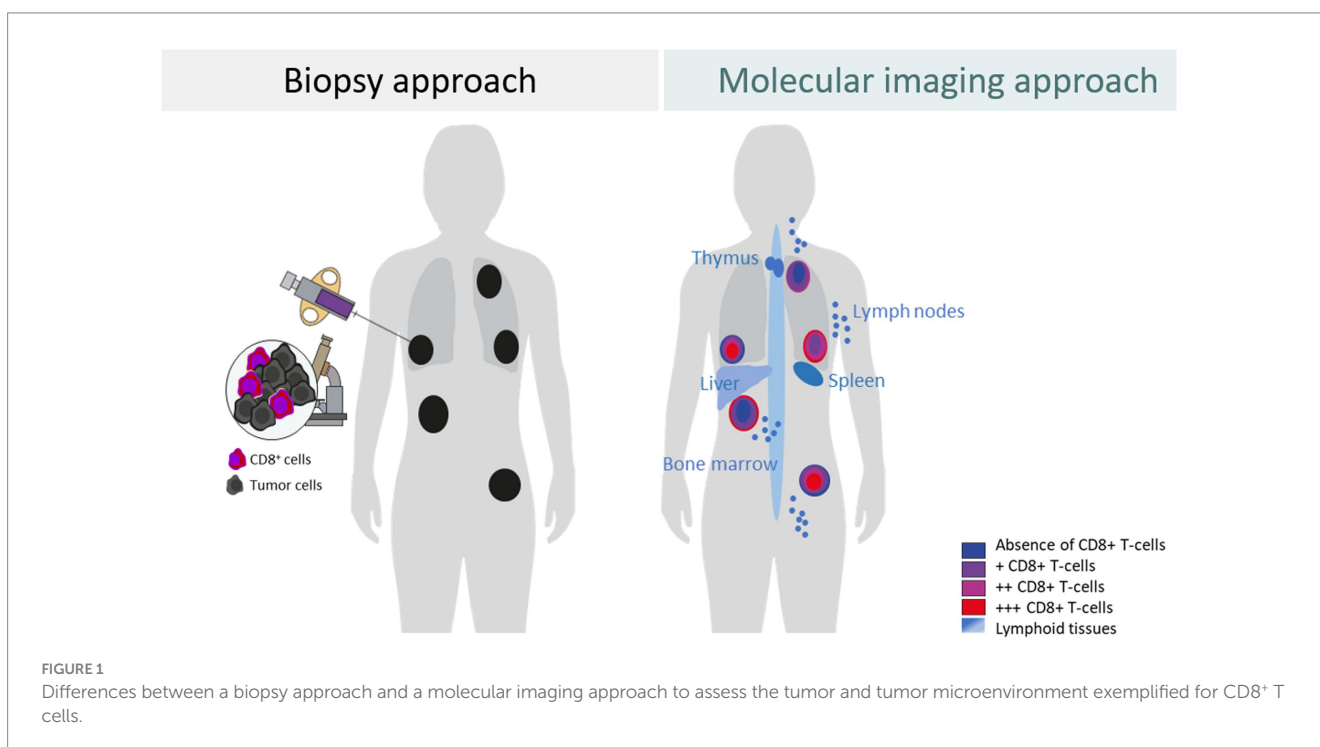 Biopsy approach
Molecular imaging approach
Thymus
Lymph nodes
Liver
Spleen
Bone marrow
CD8⁺ cells
Tumor cells
Absence of CD8+ T-cells
+ CD8+ T-cells
++ CD8+ T-cells
+++ CD8+ T-cells
Lymphoid tissues
FIGURE 1
Differences between a biopsy approach and a molecular imaging approach to assess the tumor and tumor microenvironment exemplified for CD8⁺ T
cells.